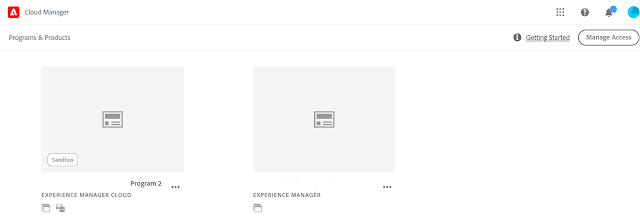 Cloud Manager
Programs & Products
Getting Started
Manage Access
Sandbox
Program 2
EXPERIENCE MANAGER CLOUD
EXPERIENCE MANAGER